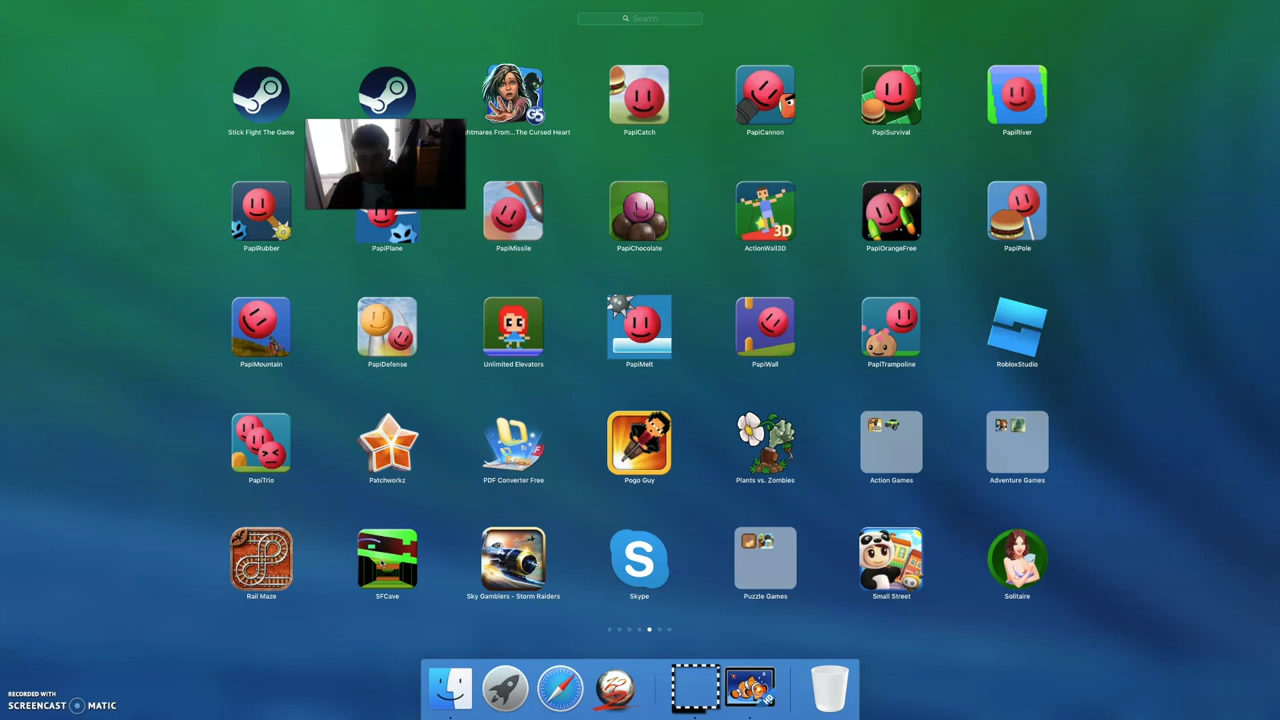 Search
Stick Fight The Game
htmares From...The Cursed Heart
PapiCatch
PapiCannon
PapiSurvival
PapiRiver
G5
PapiRubber
PapiPlane
PapiMissile
PapiChocolate
ActionWall3D
PapiOrangeFree
PapiPole
3D
PapiMountain
PapiDefense
Unlimited Elevators
PapiMelt
PapiWall
PapiTrampoline
RobloxStudio
PapiTrio
Patchworkz
PDF Converter Free
Pogo Guy
Plants vs. Zombies
Action Games
Adventure Games
Rail Maze
SFCave
Sky Gamblers - Storm Raiders
Skype
Puzzle Games
Small Street
Solitaire
RECORDED WITH
SCREENCAST MATIC